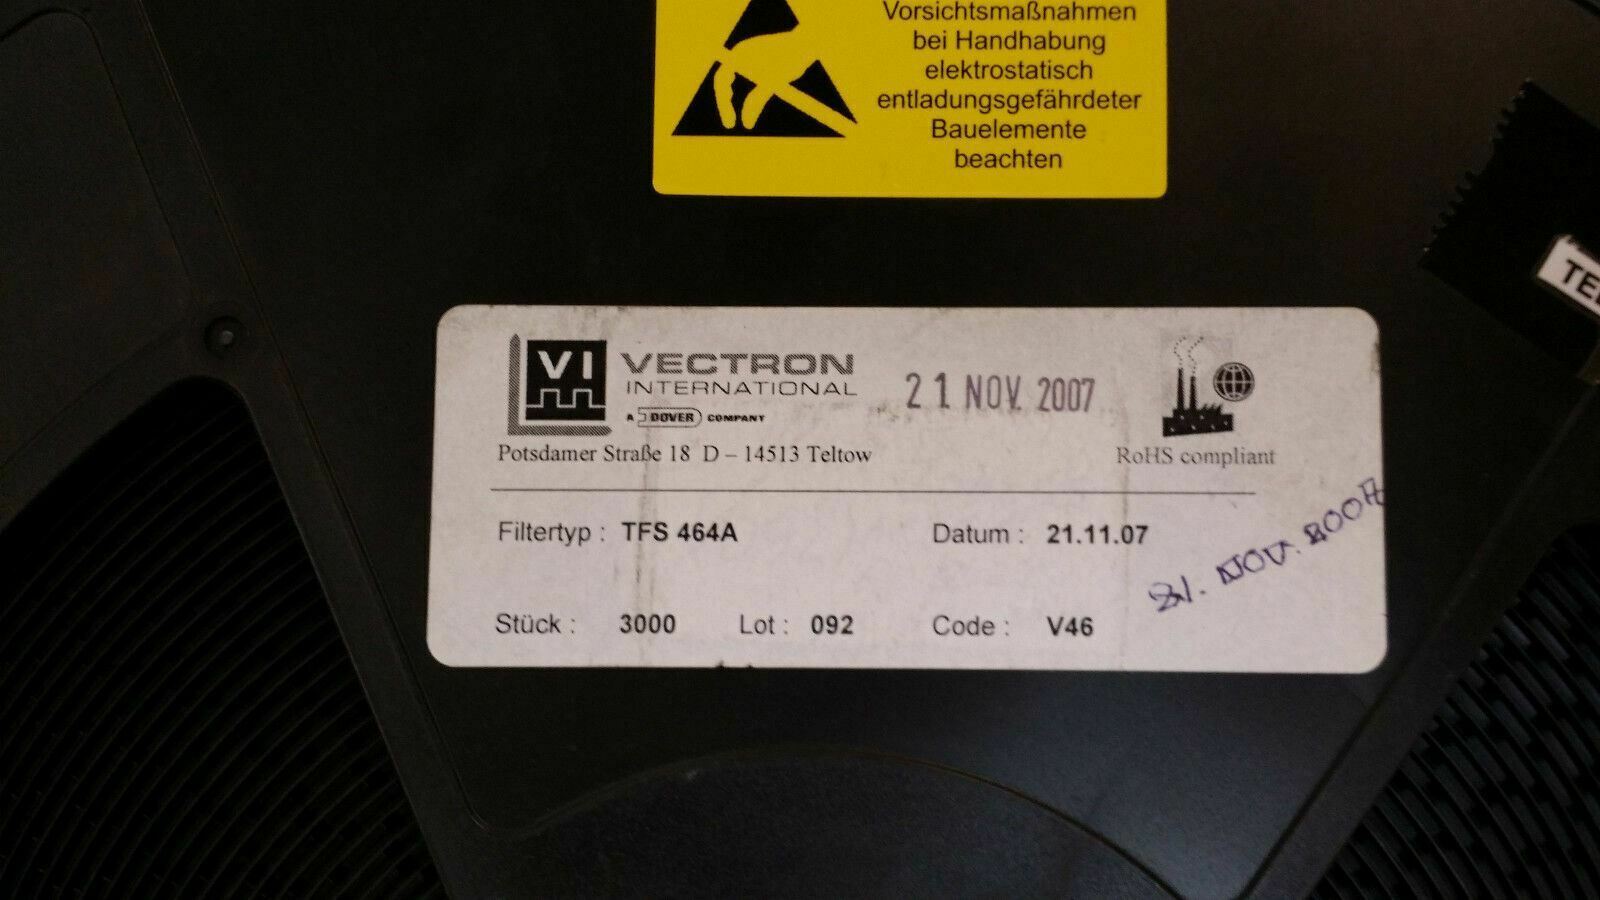 Vorsichtsmaßnahmen
bei Handhabung
elektrostatisch
entladungsgefährdeter
Bauelemente
beachten
VI
VECTRON
INTERNATIONAL
A DOVER COMPANY
21 NOV. 2007
Potsdamer Straße 18 D – 14513 Teltow
RoHS compliant
Filtertyp : TFS 464A
Datum : 21.11.07
21. NOV. 2007
Stück : 3000 Lot : 092 Code : V46